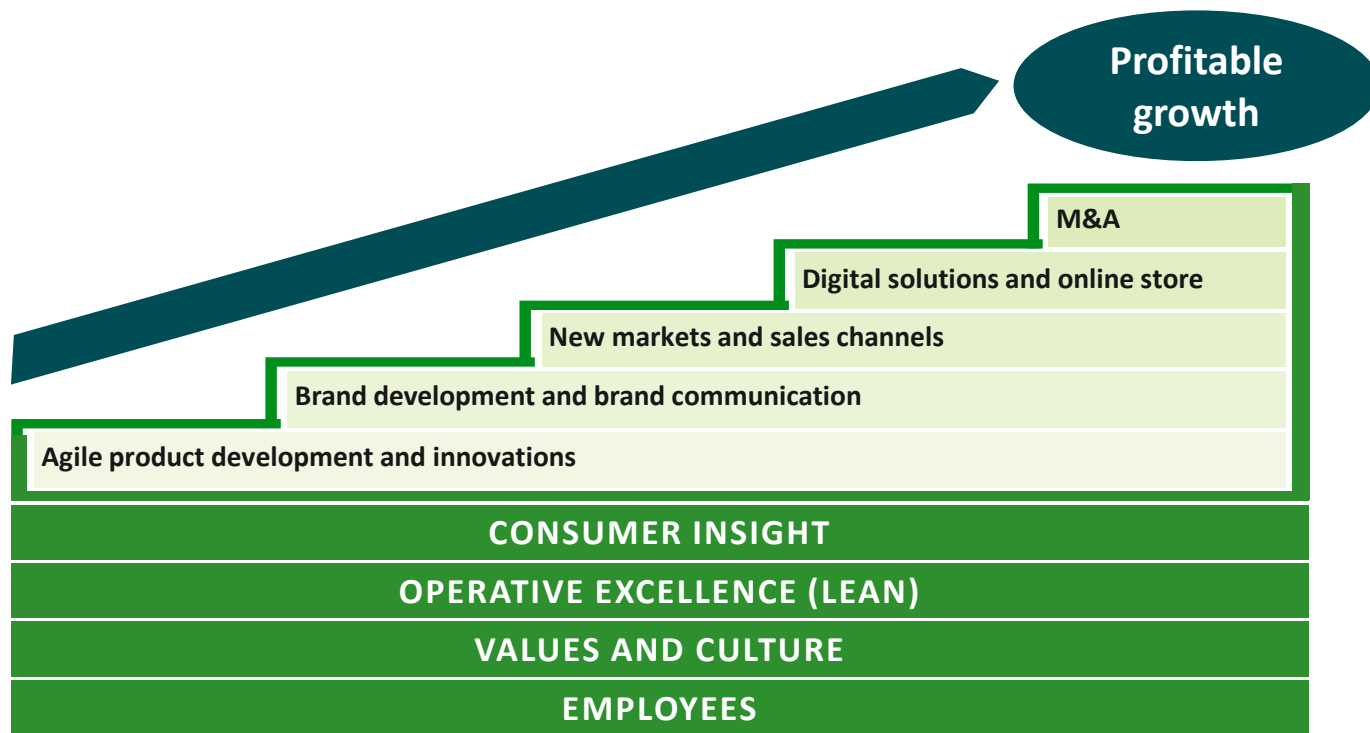 Profitable
growth
M&A
Digital solutions and online store
New markets and sales channels
Brand development and brand communication
Agile product development and innovations
CONSUMER INSIGHT
OPERATIVE EXCELLENCE (LEAN)
VALUES AND CULTURE
EMPLOYEES